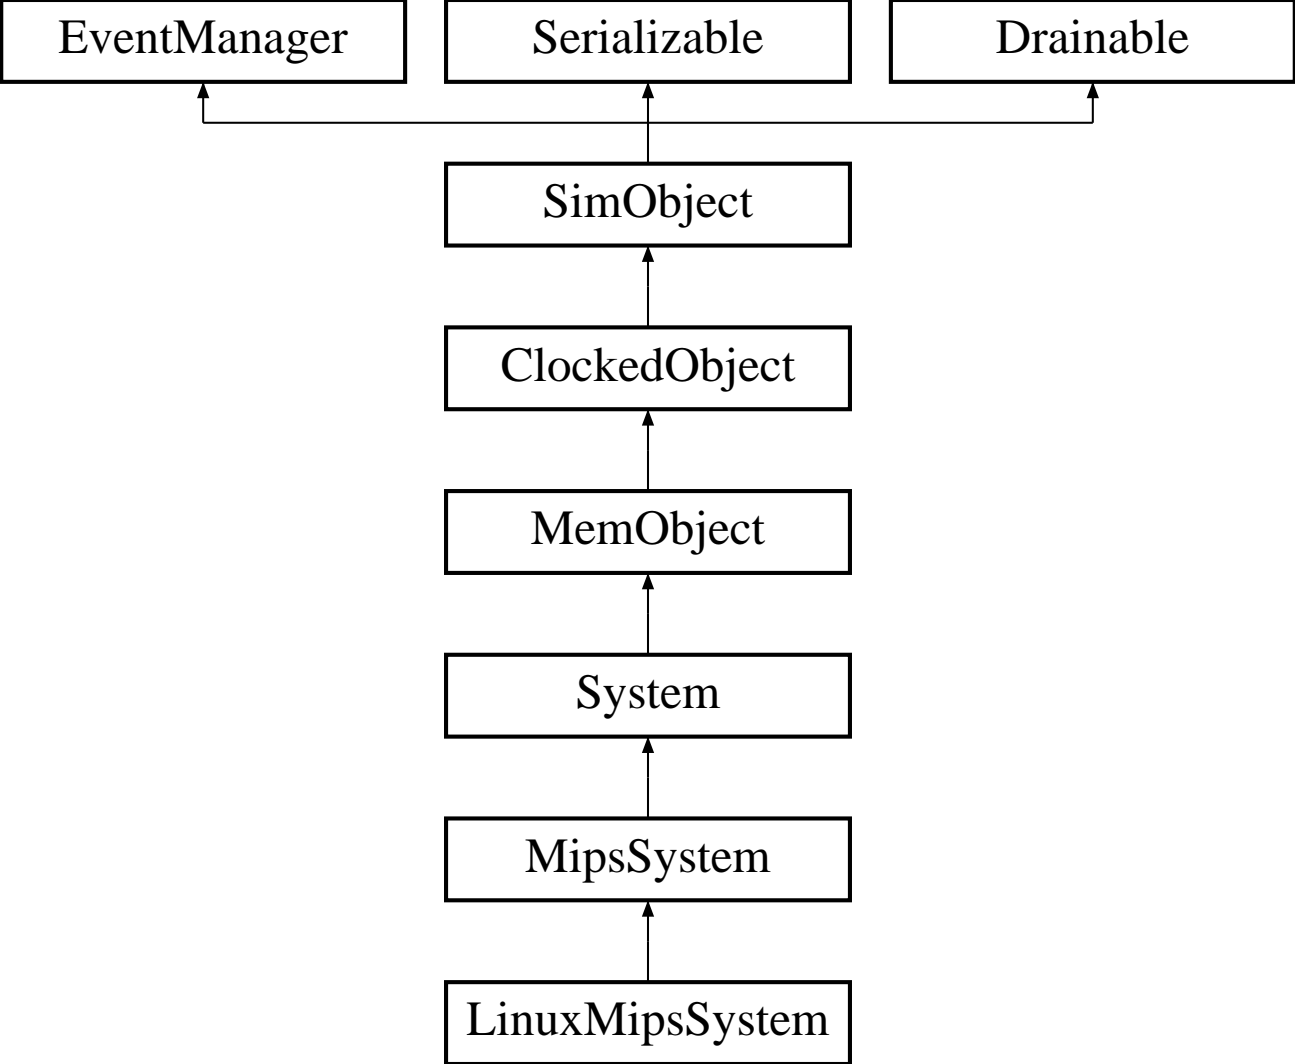 EventManager
Serializable
Drainable
SimObject
ClockedObject
MemObject
System
MipsSystem
LinuxMipsSystem